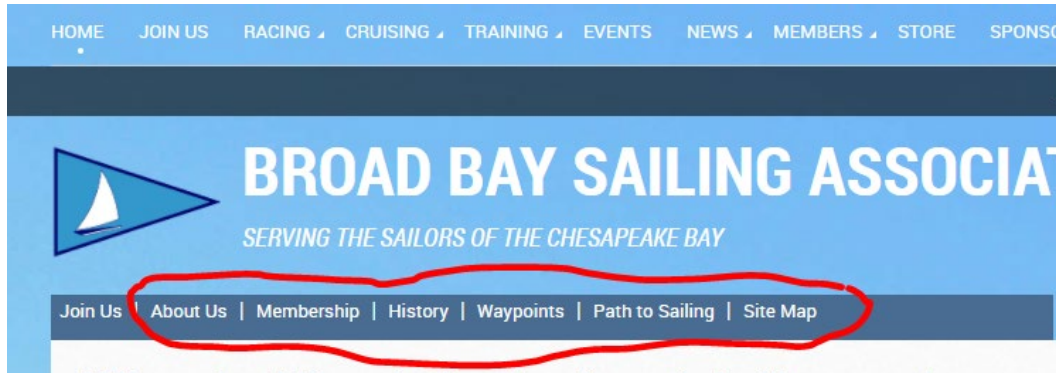 HOME JOIN US RACING CRUISING TRAINING EVENTS NEWS MEMBERS STORE SPONSO
BROAD BAY SAILING ASSOCIAT
SERVING THE SAILORS OF THE CHESAPEAKE BAY
Join Us | About Us | Membership | History | Waypoints | Path to Sailing | Site Map